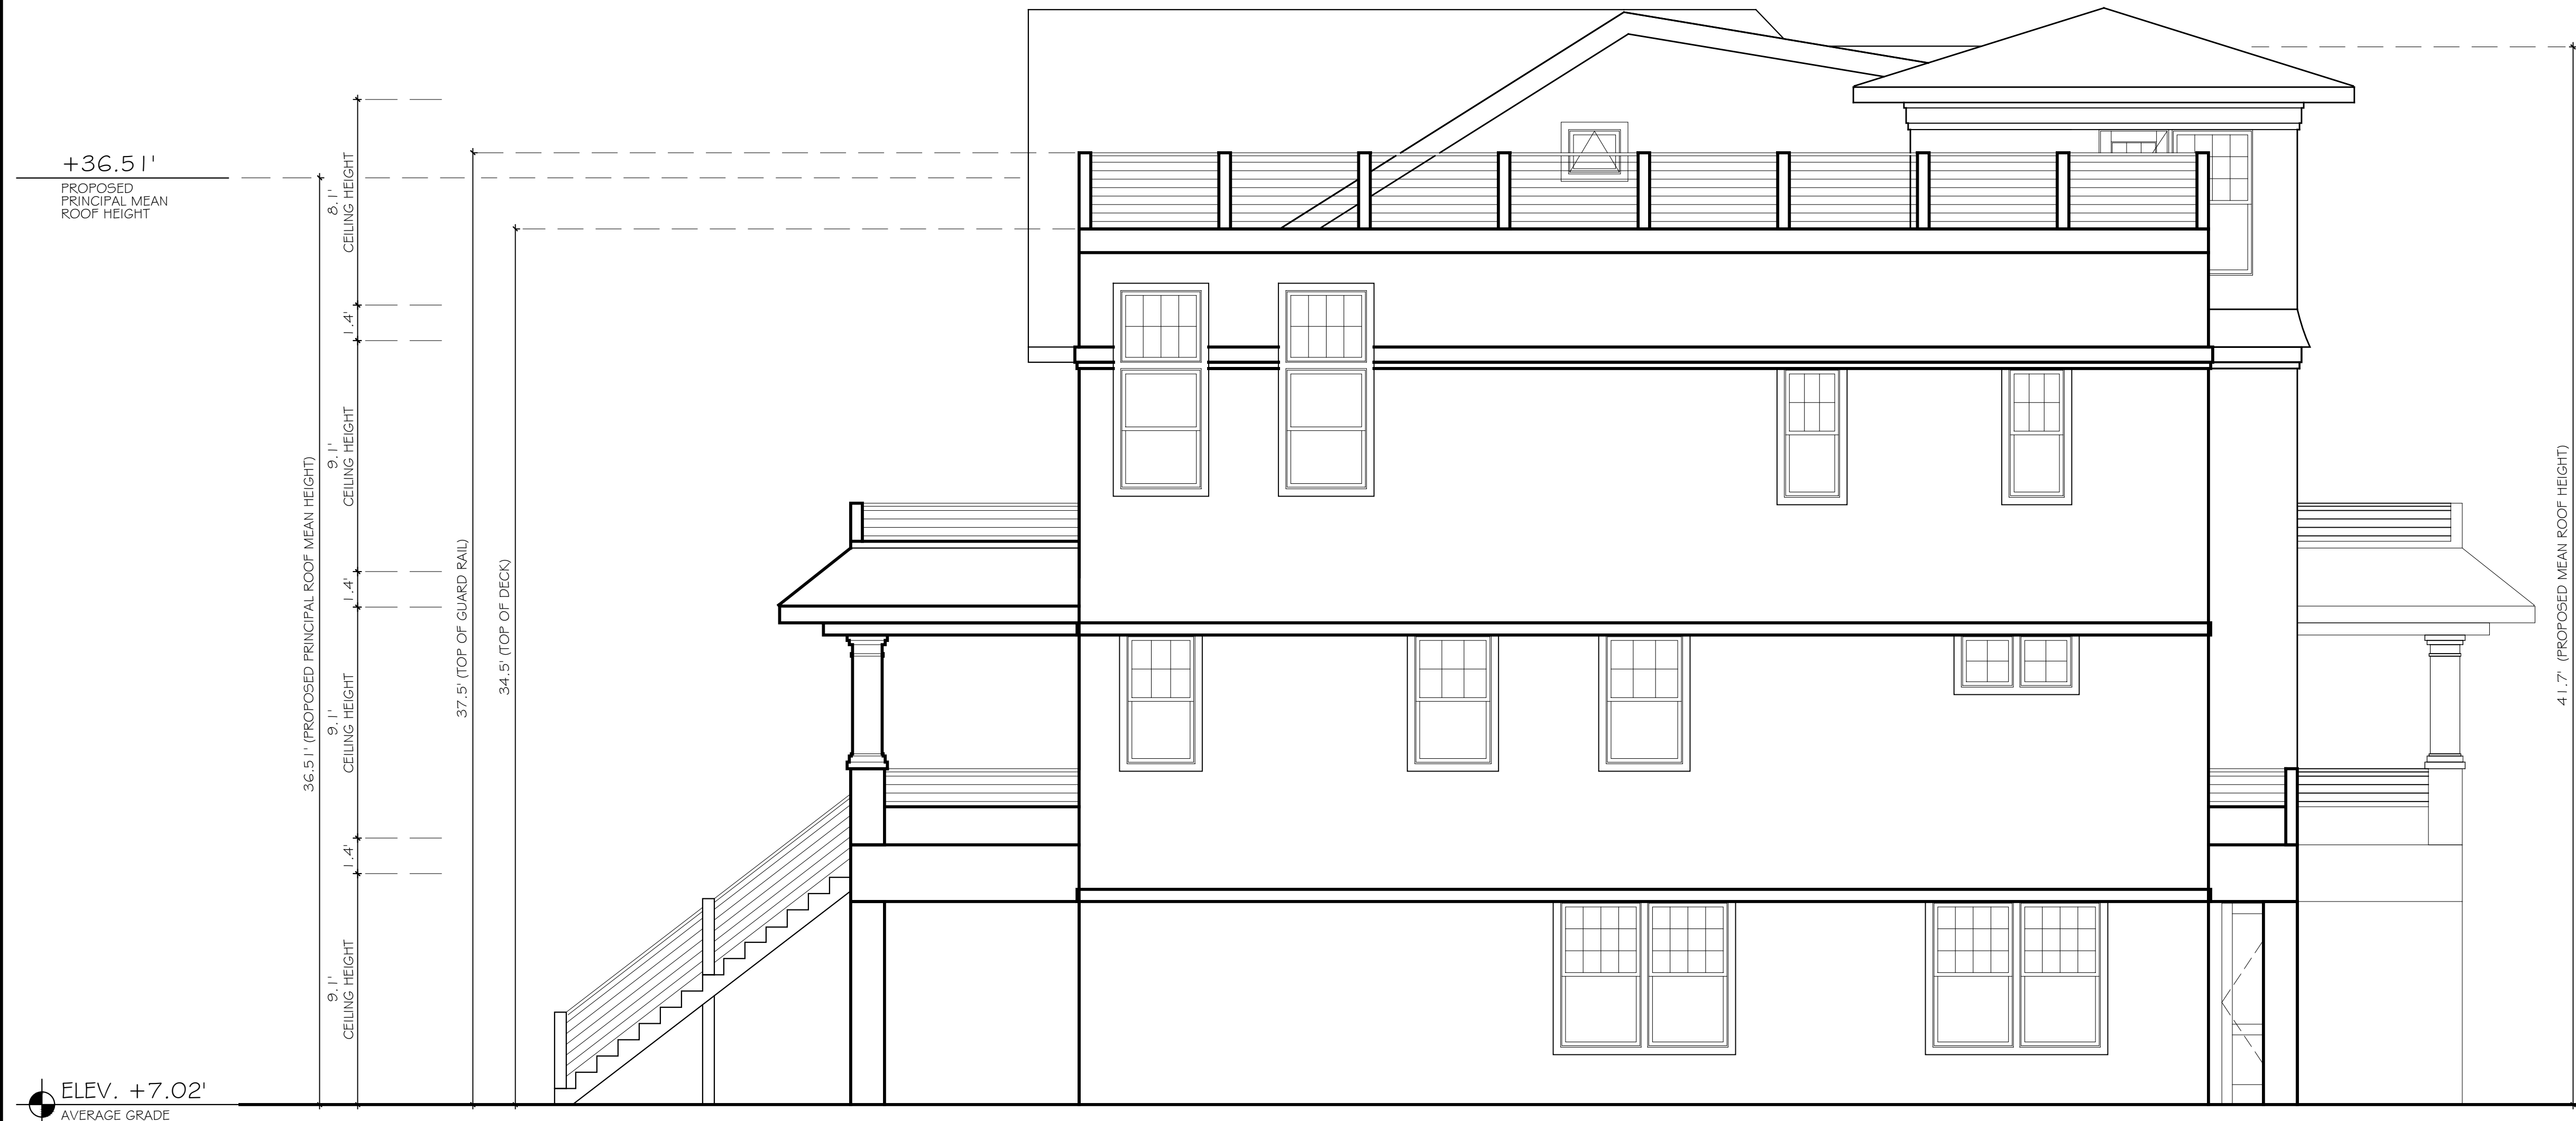 +36.51'
PROPOSED
PRINCIPAL MEAN
ROOF HEIGHT
36.51' (PROPOSED PRINCIPAL ROOF MEAN HEIGHT)
8.1'
CEILING HEIGHT
1.4'
9.1'
CEILING HEIGHT
1.4'
9.1'
CEILING HEIGHT
1.4'
9.1'
CEILING HEIGHT
37.5' (TOP OF GUARD RAIL)
34.5' (TOP OF DECK)
41.7' (PROPOSED MEAN ROOF HEIGHT)
ELEV. +7.02'
AVERAGE GRADE